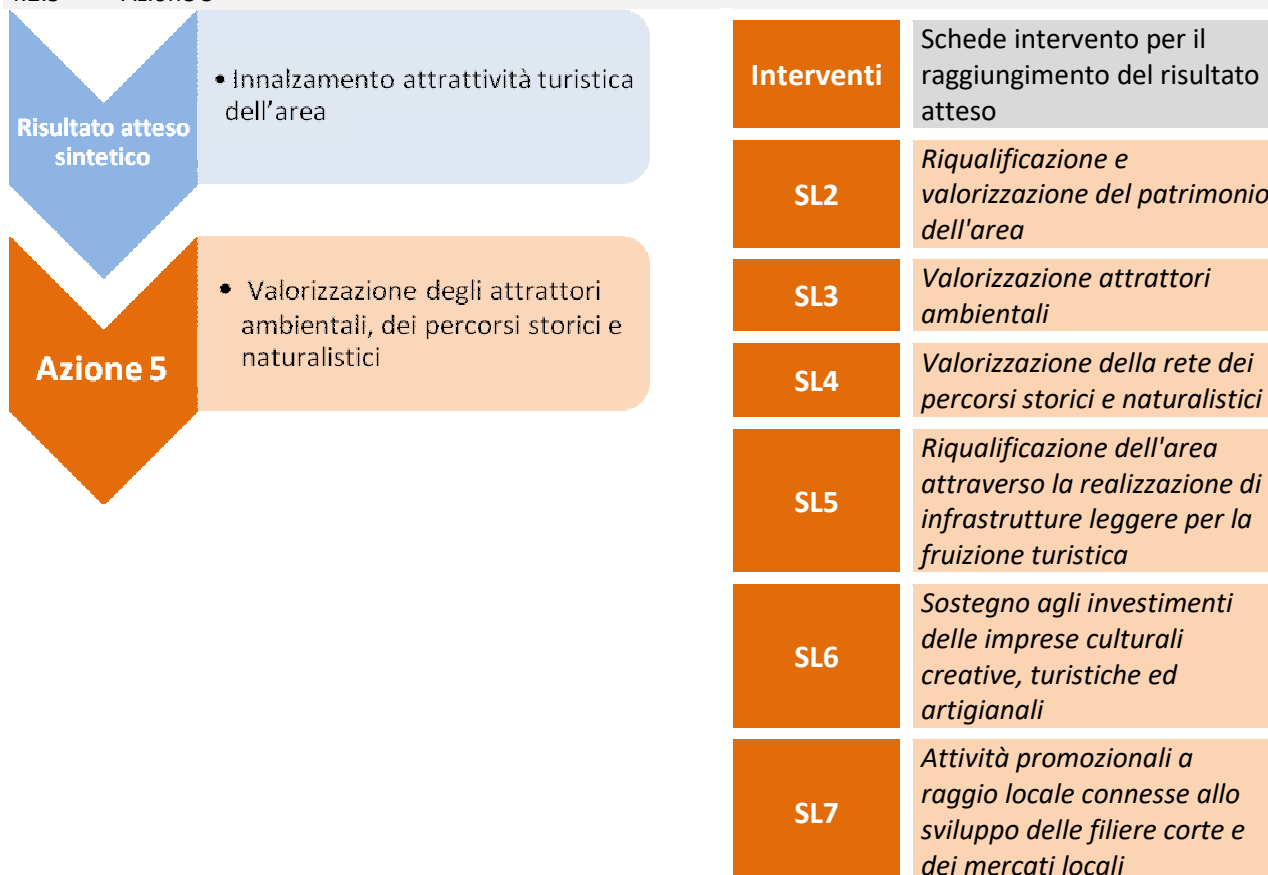 Risultato atteso
sintetico
• Innalzamento attrattività turistica
dell'area
Azione 5
• Valorizzazione degli attrattori
ambientali, dei percorsi storici e
naturalistici
Interventi
Schede intervento per il
raggiungimento del risultato
atteso
SL2
Riqualificazione e
valorizzazione del patrimonio
dell'area
SL3
Valorizzazione attrattori
ambientali
SL4
Valorizzazione della rete dei
percorsi storici e naturalistici
SL5
Riqualificazione dell'area
attraverso la realizzazione di
infrastrutture leggere per la
fruizione turistica
SL6
Sostegno agli investimenti
delle imprese culturali
creative, turistiche ed
artigianali
SL7
Attività promozionali a
raggio locale connesse allo
sviluppo delle filiere corte e
dei mercati locali